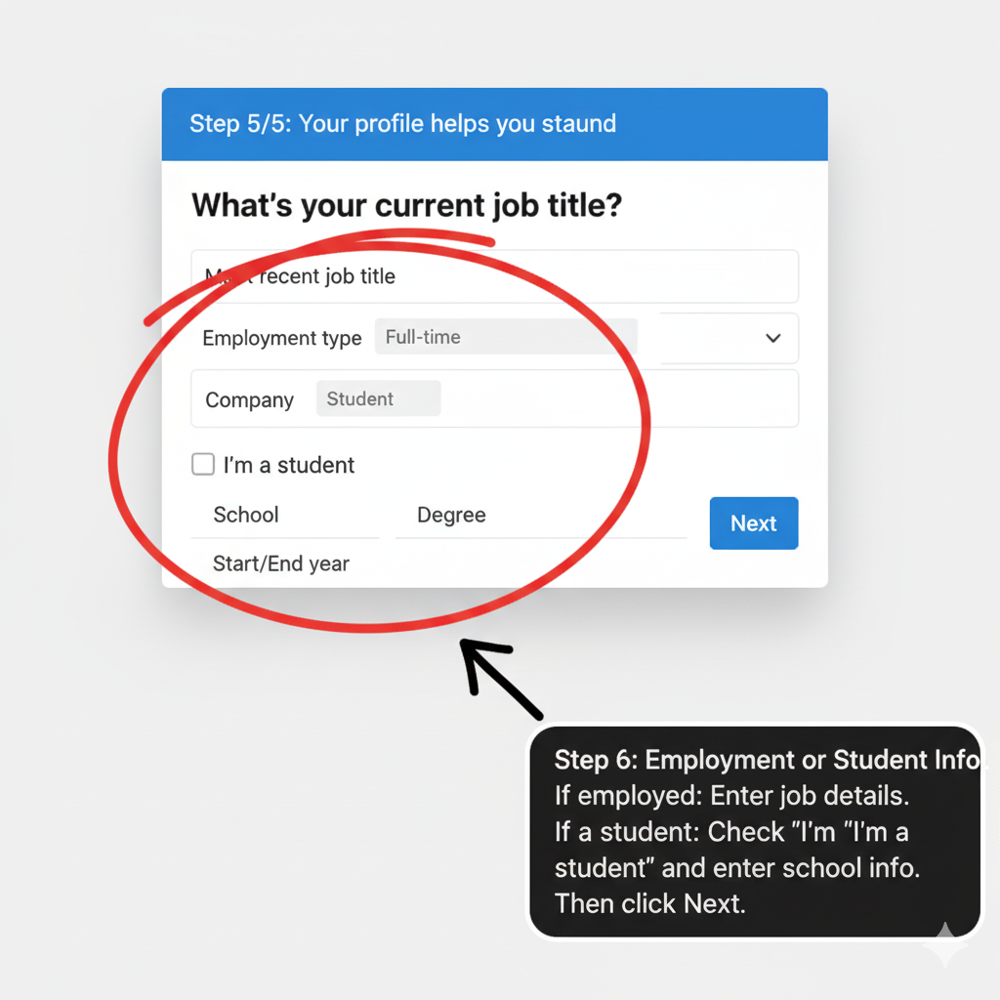 Step 5/5: Your profile helps you staund
What's your current job title?
Most recent job title
Employment type Full-time
Company Student
I'm a student
School Degree
Start/End year
Next
Step 6: Employment or Student Info.
If employed: Enter job details.
If a student: Check "I'm "I'm a
student" and enter school info.
Then click Next.